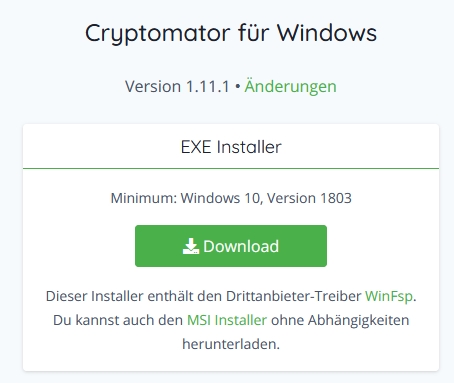 Cryptomator für Windows
Version 1.11.1 • Änderungen
EXE Installer
Minimum: Windows 10, Version 1803
Download
Dieser Installer enthält den Drittanbieter-Treiber WinFsp.
Du kannst auch den MSI Installer ohne Abhängigkeiten
herunterladen.